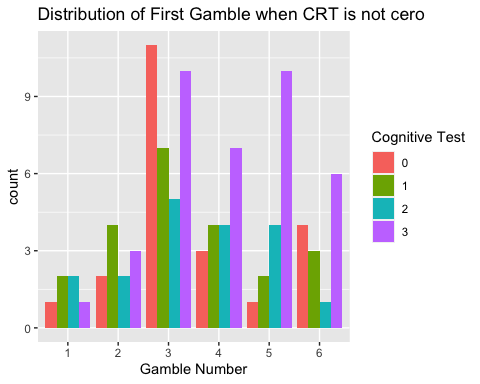 Distribution of First Gamble when CRT is not cero
9
6
3
0
count
1 2 3 4 5 6
Gamble Number
Cognitive Test
0
1
2
3